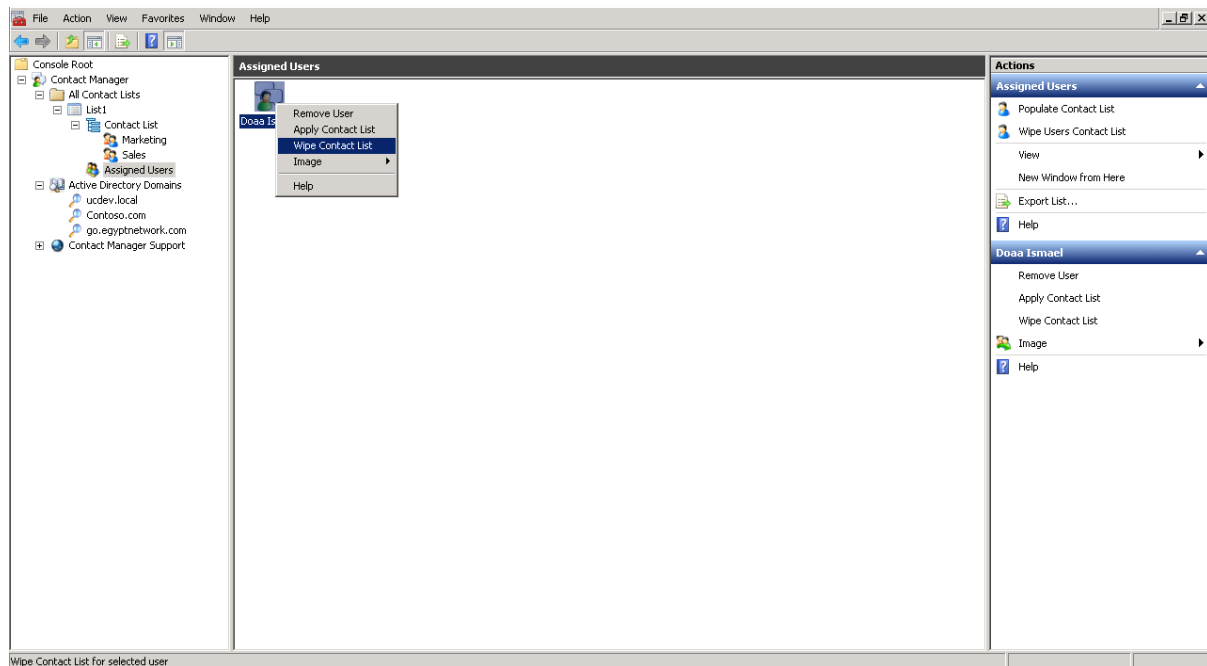 File Action View Favorites Window Help
Console Root
Contact Manager
All Contact Lists
List1
Contact List
Marketing
Sales
Assigned Users
Active Directory Domains
ucdev.local
Contoso.com
go.egyptnetwork.com
Contact Manager Support
Assigned Users
Doaa Is
Remove User
Apply Contact List
Wipe Contact List
Image
Help
Actions
Assigned Users
Populate Contact List
Wipe Users Contact List
View
New Window from Here
Export List...
Help
Doaa Ismael
Remove User
Apply Contact List
Wipe Contact List
Image
Help
Wipe Contact List for selected user